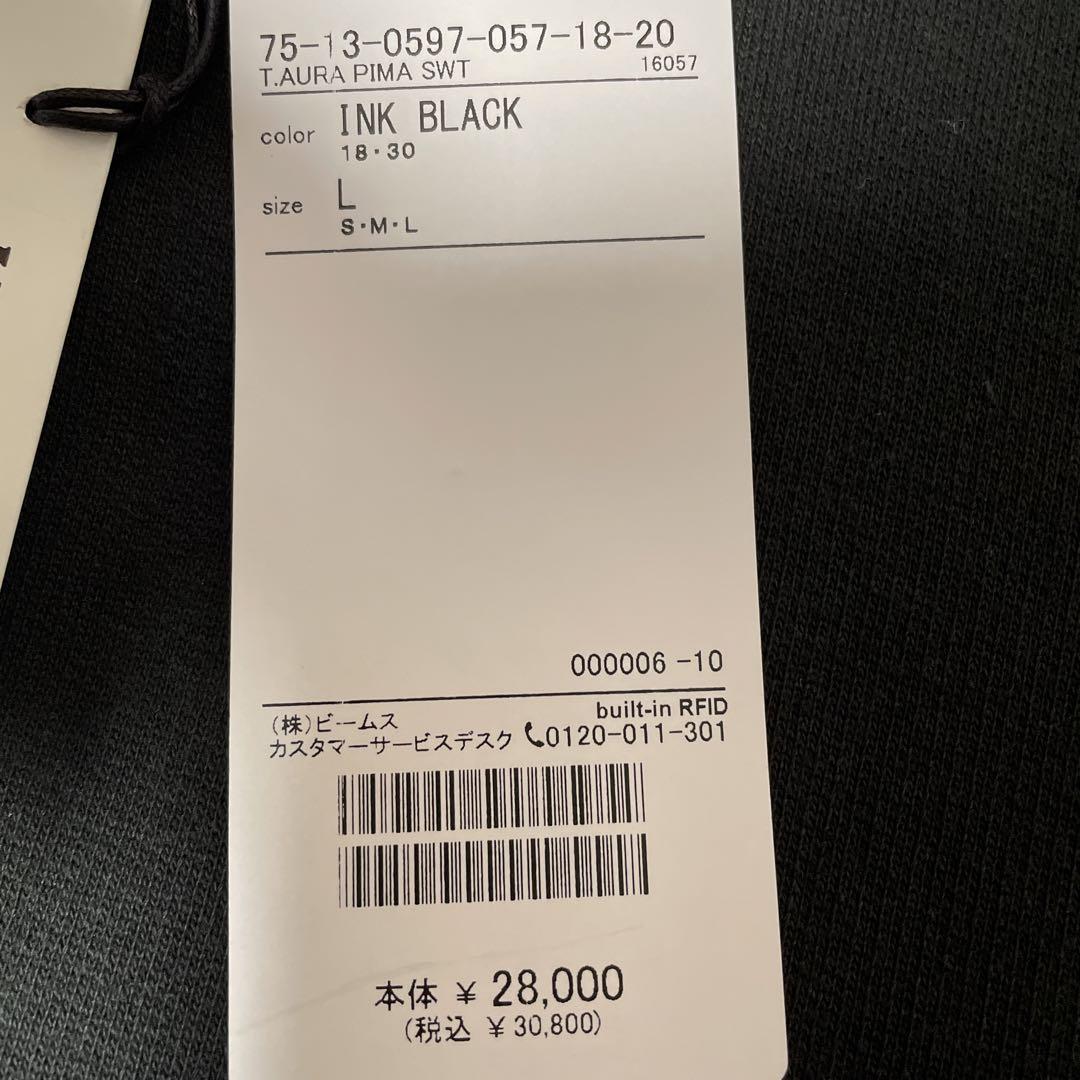 75-13-0597-057-18-20
T.AURA PIMA SWT 16057
color INK BLACK
18・30
size L
S・M・L
000006 -10
built-in RFID
(株)ビームス
カスタマーサービスデスク 0120-011-301
本体 ¥ 28,000
(税込 ¥ 30,800)